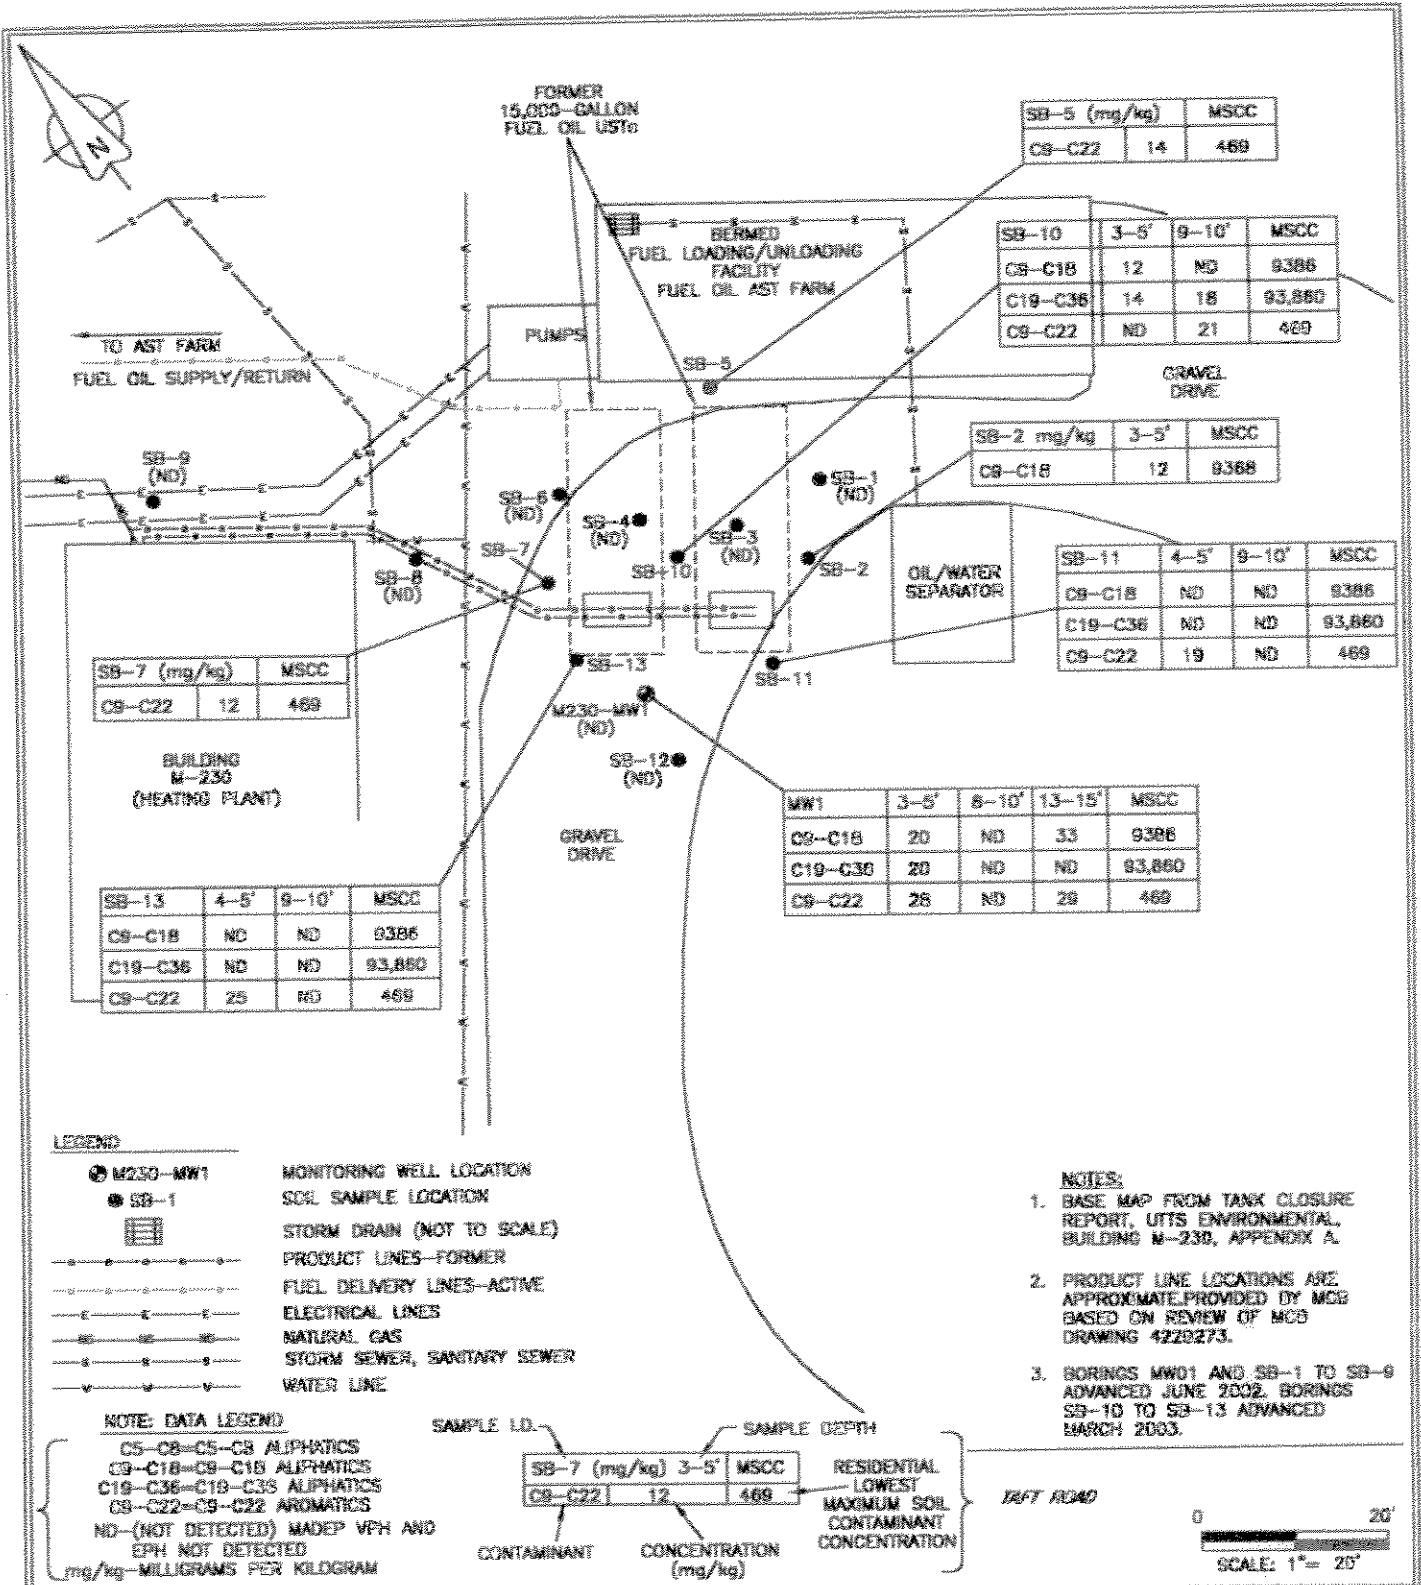 N
FORMER
15,000-GALLON
FUEL OIL USTs
SB-5 (mg/kg) MSCC
C9-C22 14 469
BERMED
FUEL LOADING/UNLOADING
FACILITY
FUEL OIL AST FARM
SB-10 3-5' 9-10' MSCC
C9-C18 12 ND 9386
C19-C36 14 18 93,860
C9-C22 ND 21 469
PUMPS
TO AST FARM
FUEL OIL SUPPLY/RETURN
SB-5
GRAVEL
DRIVE
SB-2 mg/kg 3-5' MSCC
C9-C18 12 9368
SB-9
(ND)
SB-6
(ND)
SB-4
(ND)
SB-1
(ND)
SB-3
(ND)
SB-7
SB-10
SB-2
SB-8
(ND)
OIL/WATER
SEPARATOR
SB-11 4-5' 9-10' MSCC
C9-C18 ND ND 9386
C19-C36 ND ND 93,860
C9-C22 19 ND 469
SB-7 (mg/kg) MSCC
C9-C22 12 469
SB-13
SB-11
M230-MW1
(ND)
SB-12
(ND)
BUILDING
M-230
(HEATING PLANT)
GRAVEL
DRIVE
MW1 3-5' 8-10' 13-15' MSCC
C9-C18 20 ND 33 9386
C19-C36 20 ND ND 93,860
C9-C22 28 ND 29 469
SB-13 4-5' 9-10' MSCC
C9-C18 ND ND 9386
C19-C36 ND ND 93,860
C9-C22 25 ND 469
LEGEND
M230-MW1 MONITORING WELL LOCATION
SB-1 SOIL SAMPLE LOCATION
STORM DRAIN (NOT TO SCALE)
PRODUCT LINES-FORMER
FUEL DELIVERY LINES-ACTIVE
E E E ELECTRICAL LINES
NG NG NG NATURAL GAS
S S S STORM SEWER, SANITARY SEWER
W W W WATER LINE
NOTES:
1. BASE MAP FROM TANK CLOSURE
REPORT, UTTS ENVIRONMENTAL,
BUILDING M-230, APPENDIX A.
2. PRODUCT LINE LOCATIONS ARE
APPROXIMATE.PROVIDED BY MCB
BASED ON REVIEW OF MCB
DRAWING 4229273.
3. BORINGS MW01 AND SB-1 TO SB-9
ADVANCED JUNE 2002. BORINGS
SB-10 TO SB-13 ADVANCED
MARCH 2003.
NOTE: DATA LEGEND
C5-C8=C5-C8 ALIPHATICS
C9-C18=C9-C18 ALIPHATICS
C19-C36=C19-C36 ALIPHATICS
C9-C22=C9-C22 AROMATICS
ND-(NOT DETECTED) MADEP VPH AND
EPH NOT DETECTED
mg/kg-MILLIGRAMS PER KILOGRAM
SAMPLE I.D. SAMPLE DEPTH
SB-7 (mg/kg) 3-5' MSCC
C9-C22 12 469
CONTAMINANT
CONCENTRATION
(mg/kg)
RESIDENTIAL
LOWEST
MAXIMUM SOIL
CONTAMINANT
CONCENTRATION
TAFT ROAD
0 20'
SCALE: 1"= 20'